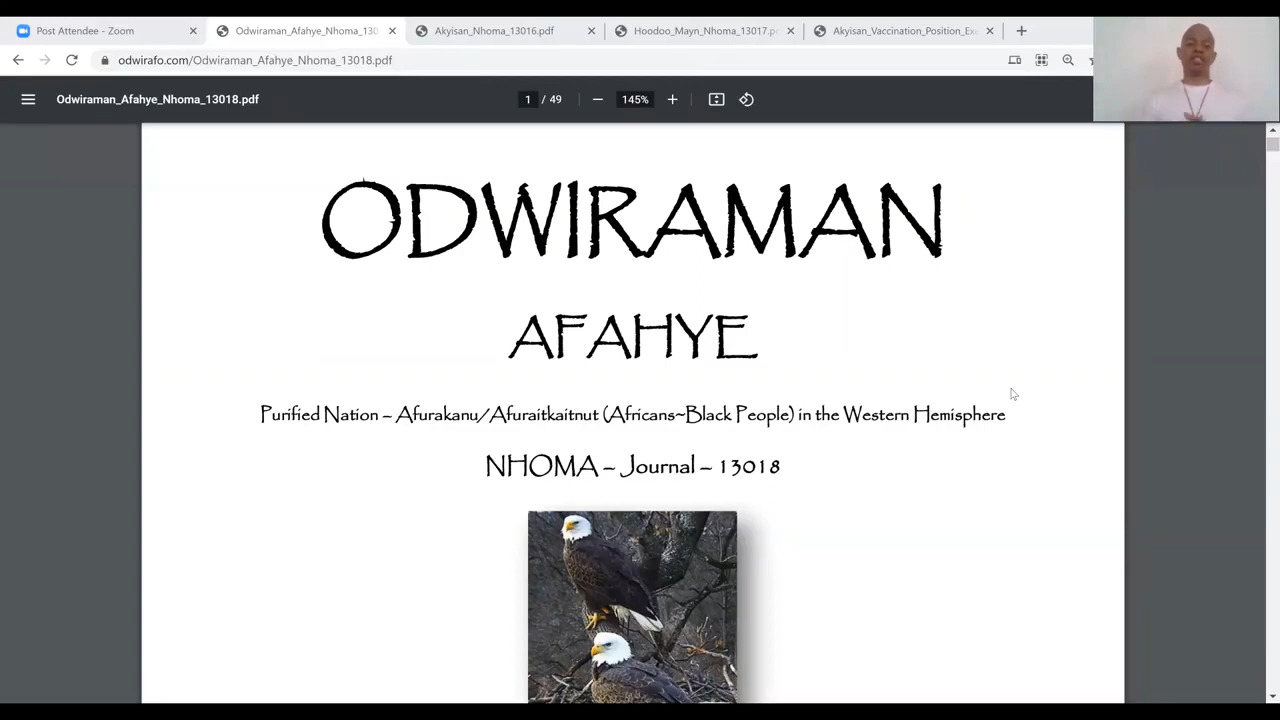 Post Attendee - Zoom
Odwiraman_Afahye_Nhoma_130
Akyisan_Nhoma_13016.pdf
Hoodoo_Mayn_Nhoma_13017.p
Akyisan_Vaccination_Position_Exe
odwirafo.com/Odwiraman_Afahye_Nhoma_13018.pdf
Odwiraman_Afahye_Nhoma_13018.pdf
1 / 49
145%
ODWIRAMAN
AFAHYE
Purified Nation – Afurakanu/Afuraitkaitnut (Africans~Black People) in the Western Hemisphere
NHOMA – Journal – 13018